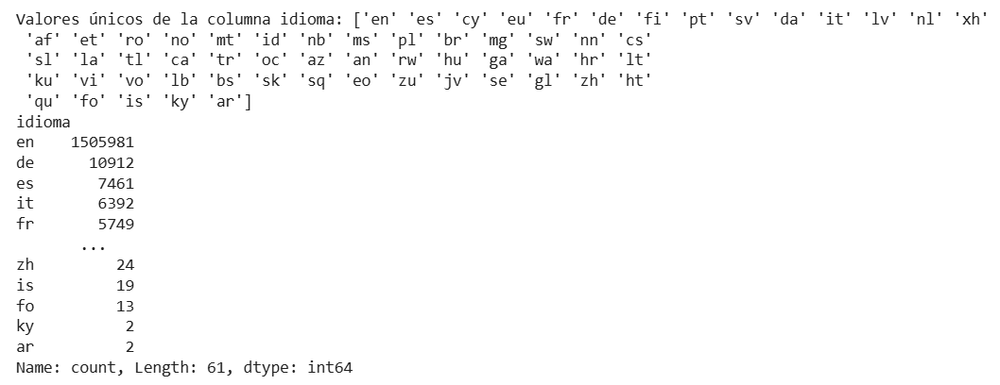 Valores únicos de la columna idioma: ['en' 'es' 'cy' 'eu' 'fr' 'de' 'fi' 'pt' 'sv' 'da' 'it' 'lv' 'nl' 'xh'
'af' 'et' 'ro' 'no' 'mt' 'id' 'nb' 'ms' 'pl' 'br' 'mg' 'sw' 'nn' 'cs'
'sl' 'la' 'tl' 'ca' 'tr' 'oc' 'az' 'an' 'rw' 'hu' 'ga' 'wa' 'hr' 'lt'
'ku' 'vi' 'vo' 'lb' 'bs' 'sk' 'sq' 'eo' 'zu' 'jv' 'se' 'gl' 'zh' 'ht'
'qu' 'fo' 'is' 'ky' 'ar']
idioma
en 1505981
de 10912
es 7461
it 6392
fr 5749
...
zh 24
is 19
fo 13
ky 2
ar 2
Name: count, Length: 61, dtype: int64